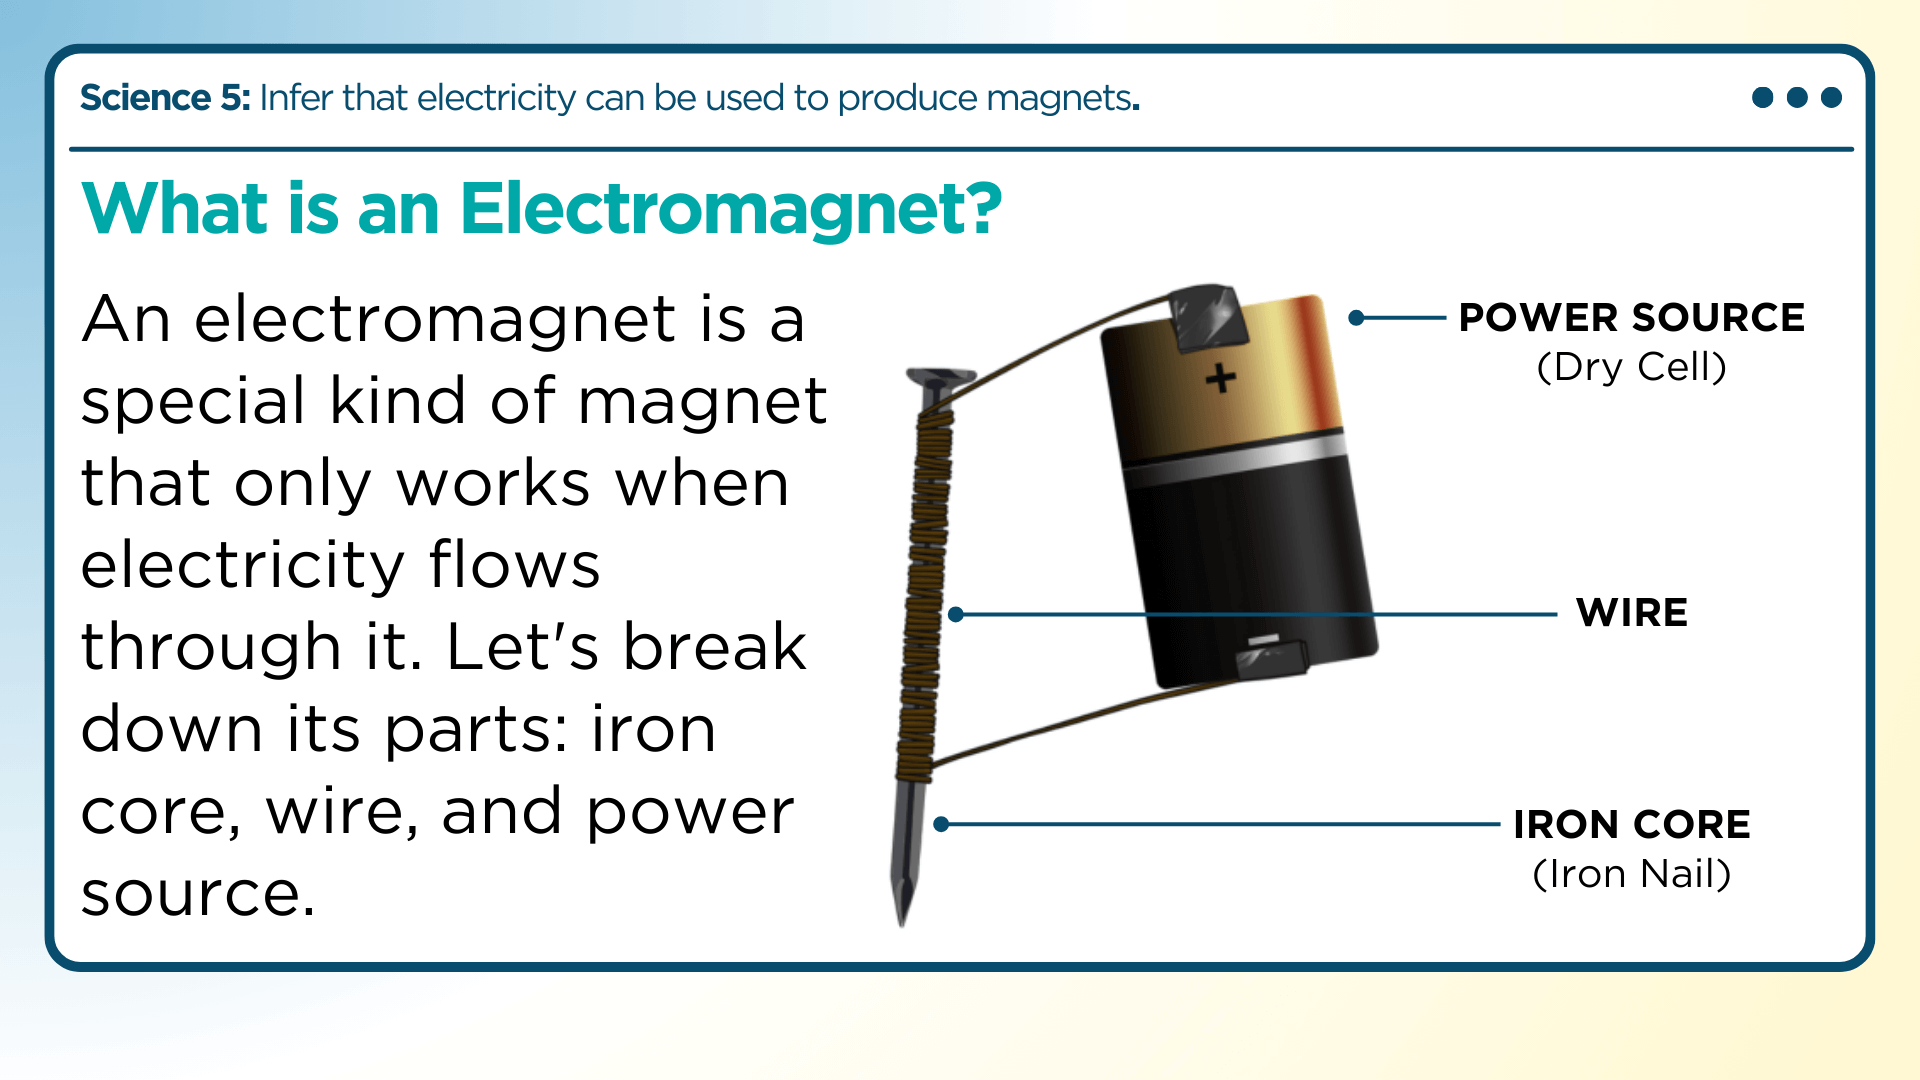 Science 5: Infer that electricity can be used to produce magnets.
What is an Electromagnet?
An electromagnet is a
special kind of magnet
that only works when
electricity flows
through it. Let's break
down its parts: iron
core, wire, and power
source.
+
POWER SOURCE
(Dry Cell)
WIRE
IRON CORE
(Iron Nail)